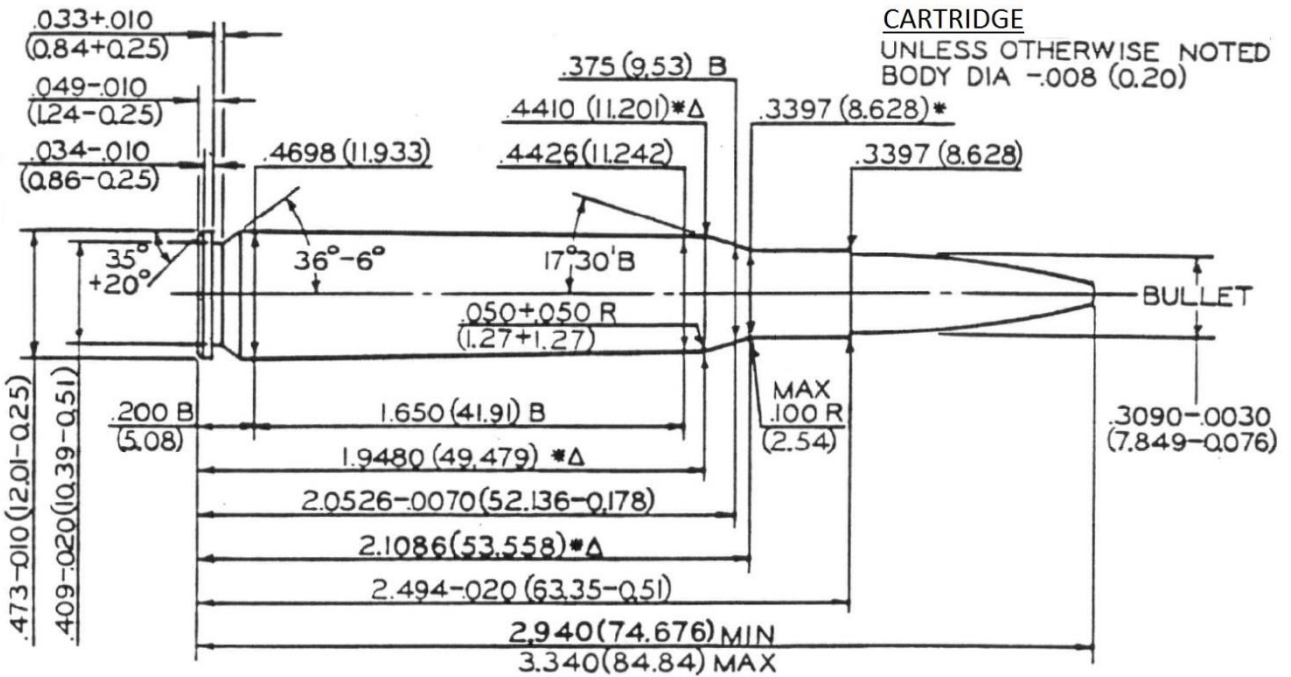 CARTRIDGE
UNLESS OTHERWISE NOTED
BODY DIA -.008 (0.20)
.033+.010
(0.84+0.25)
.049-.010
(1.24-0.25)
.034-.010
(0.86-0.25)
.375 (9.53) B
.4410 (11.201)*Δ
.3397 (8.628)*
.4698 (11.933)
.4426 (11.242)
.3397 (8.628)
35°
+20°
36°-6°
17°30'B
BULLET
.050+.050 R
(1.27+1.27)
MAX
.100 R
(2.54)
.473-.010 (12.01-0.25)
.409-.020 (10.39-0.51)
.200 B
(5.08)
1.650 (41.91) B
.3090-.0030
(7.849-0.076)
1.9480 (49.479) *Δ
2.0526-.0070 (52.136-0.178)
2.1086 (53.558)*Δ
2.494-.020 (63.35-0.51)
2.940 (74.676) MIN
3.340 (84.84) MAX